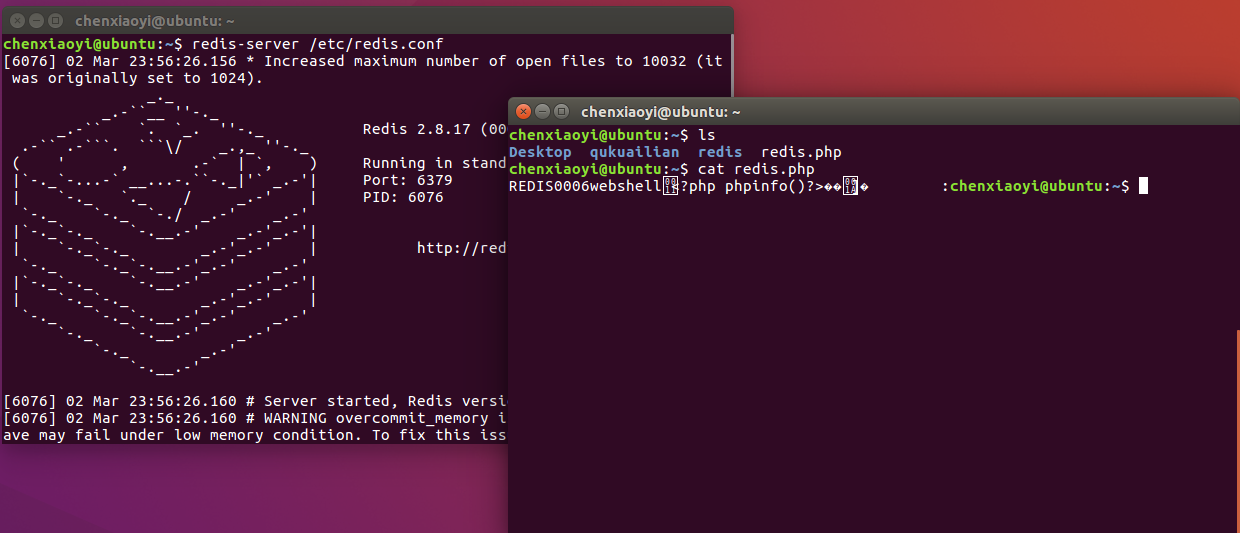 chenxiaoyi@ubuntu: ~
chenxiaoyi@ubuntu:~$ redis-server /etc/redis.conf
[6076] 02 Mar 23:56:26.156 * Increased maximum number of open files to 10032 (it
was originally set to 1024).
Redis 2.8.17 (00
Running in stand
Port: 6379
PID: 6076
http://red
[6076] 02 Mar 23:56:26.160 # Server started, Redis versi
[6076] 02 Mar 23:56:26.160 # WARNING overcommit_memory i
ave may fail under low memory condition. To fix this iss
chenxiaoyi@ubuntu: ~
chenxiaoyi@ubuntu:~$ ls
Desktop qukuailian redis redis.php
chenxiaoyi@ubuntu:~$ cat redis.php
REDIS0006webshell<?php phpinfo()?>��� :chenxiaoyi@ubuntu:~$